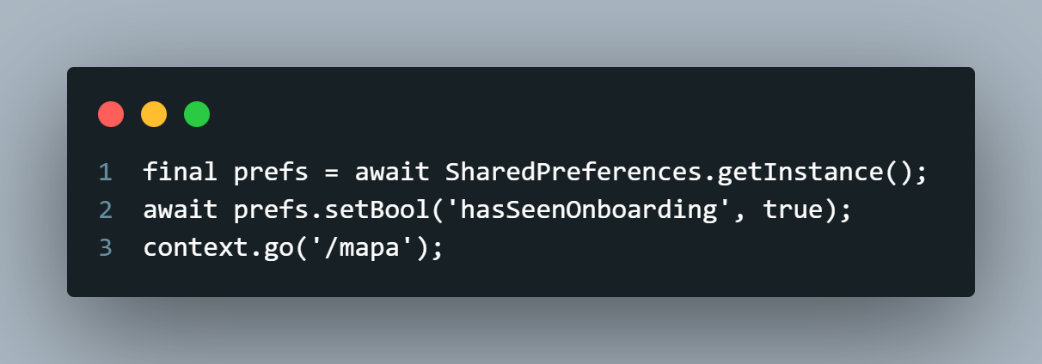 1 final prefs = await SharedPreferences.getInstance();
2 await prefs.setBool('hasSeenOnboarding', true);
3 context.go('/mapa');